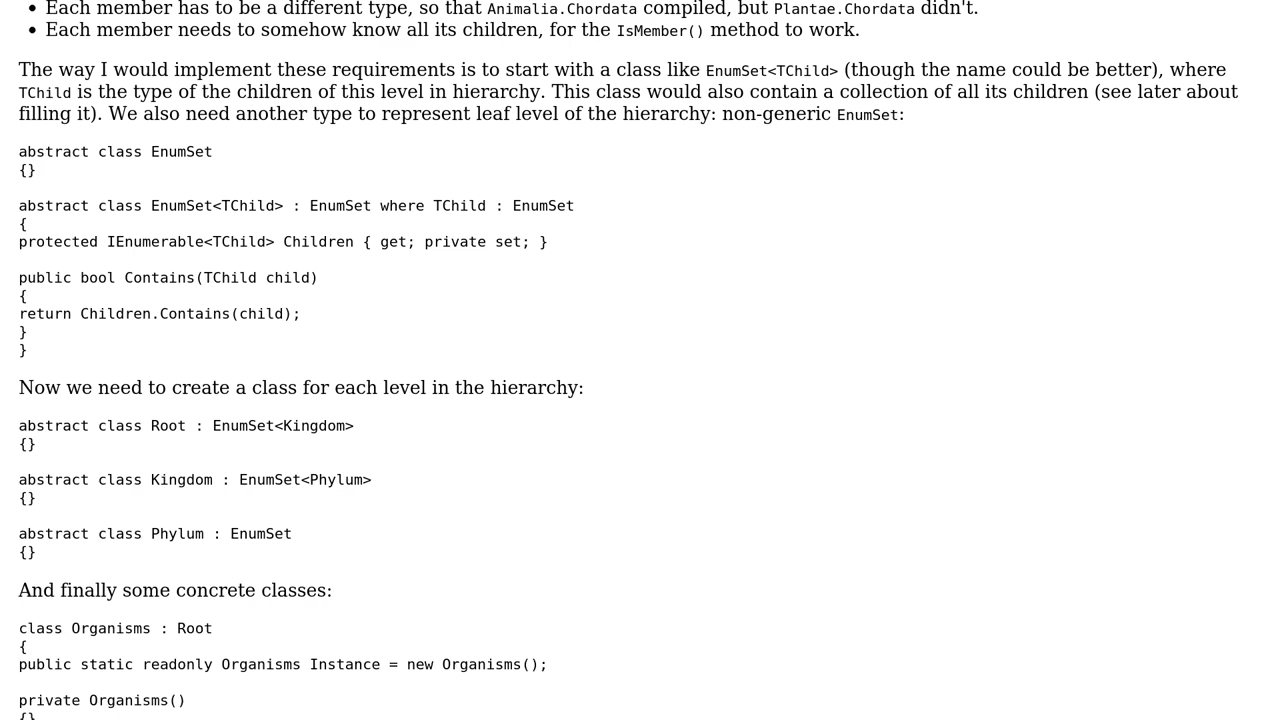 • Each member has to be a different type, so that Animalia.Chordata compiled, but Plantae.Chordata didn't.
• Each member needs to somehow know all its children, for the IsMember() method to work.
The way I would implement these requirements is to start with a class like EnumSet<TChild> (though the name could be better), where
TChild is the type of the children of this level in hierarchy. This class would also contain a collection of all its children (see later about
filling it). We also need another type to represent leaf level of the hierarchy: non-generic EnumSet:
abstract class EnumSet
{}
abstract class EnumSet<TChild> : EnumSet where TChild : EnumSet
{
protected IEnumerable<TChild> Children { get; private set; }
public bool Contains(TChild child)
{
return Children.Contains(child);
}
}
Now we need to create a class for each level in the hierarchy:
abstract class Root : EnumSet<Kingdom>
{}
abstract class Kingdom : EnumSet<Phylum>
{}
abstract class Phylum : EnumSet
{}
And finally some concrete classes:
class Organisms : Root
{
public static readonly Organisms Instance = new Organisms();
private Organisms()
{}